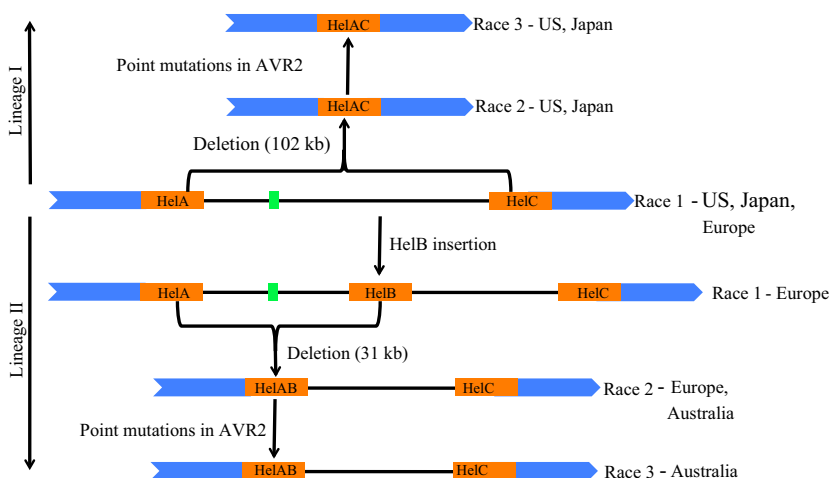 HelAC
Race 3 - US, Japan
Point mutations in AVR2
Lineage I
HelAC
Race 2 - US, Japan
Deletion (102 kb)
HelA
HelC
Race 1 - US, Japan,
Europe
HelB insertion
Lineage II
HelA
HelB
HelC
Race 1 - Europe
Deletion (31 kb)
HelAB
HelC
Race 2 - Europe,
Australia
Point mutations in AVR2
HelAB
HelC
Race 3 - Australia